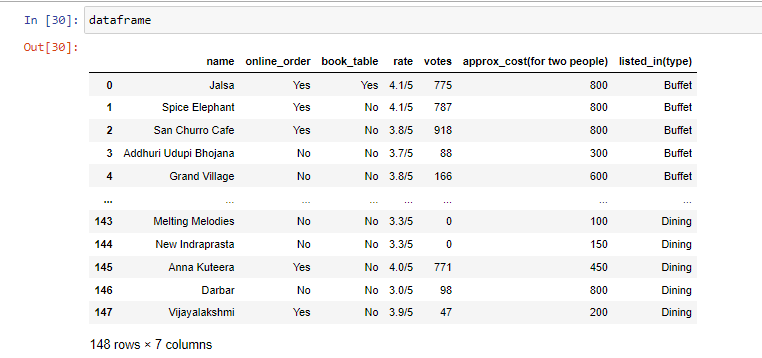 In [30]: dataframe
Out[30]:
name online_order book_table rate votes approx_cost(for two people) listed_in(type)
0 Jalsa Yes Yes 4.1/5 775 800 Buffet
1 Spice Elephant Yes No 4.1/5 787 800 Buffet
2 San Churro Cafe Yes No 3.8/5 918 800 Buffet
3 Addhuri Udupi Bhojana No No 3.7/5 88 300 Buffet
4 Grand Village No No 3.8/5 166 600 Buffet
... ... ... ... ... ... ... ...
143 Melting Melodies No No 3.3/5 0 100 Dining
144 New Indraprasta No No 3.3/5 0 150 Dining
145 Anna Kuteera Yes No 4.0/5 771 450 Dining
146 Darbar No No 3.0/5 98 800 Dining
147 Vijayalakshmi Yes No 3.9/5 47 200 Dining
148 rows × 7 columns